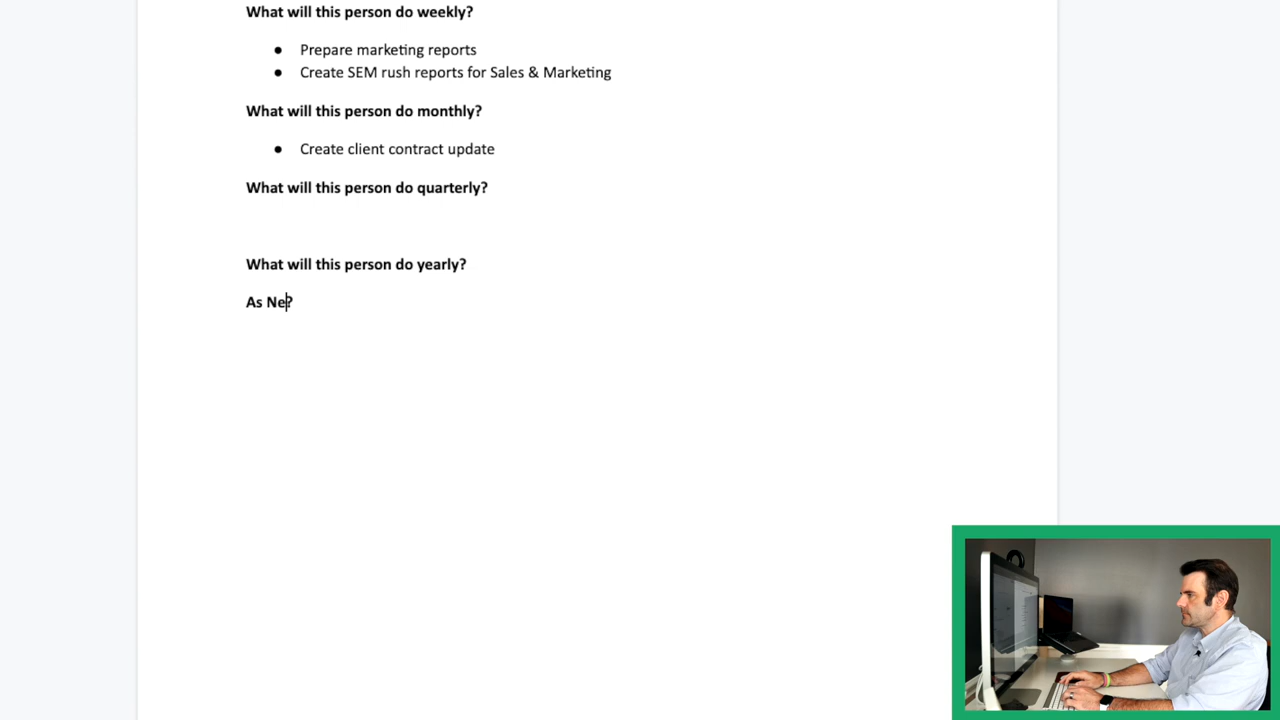 What will this person do weekly?
● Prepare marketing reports
● Create SEM rush reports for Sales & Marketing
What will this person do monthly?
● Create client contract update
What will this person do quarterly?
What will this person do yearly?
As Ne?